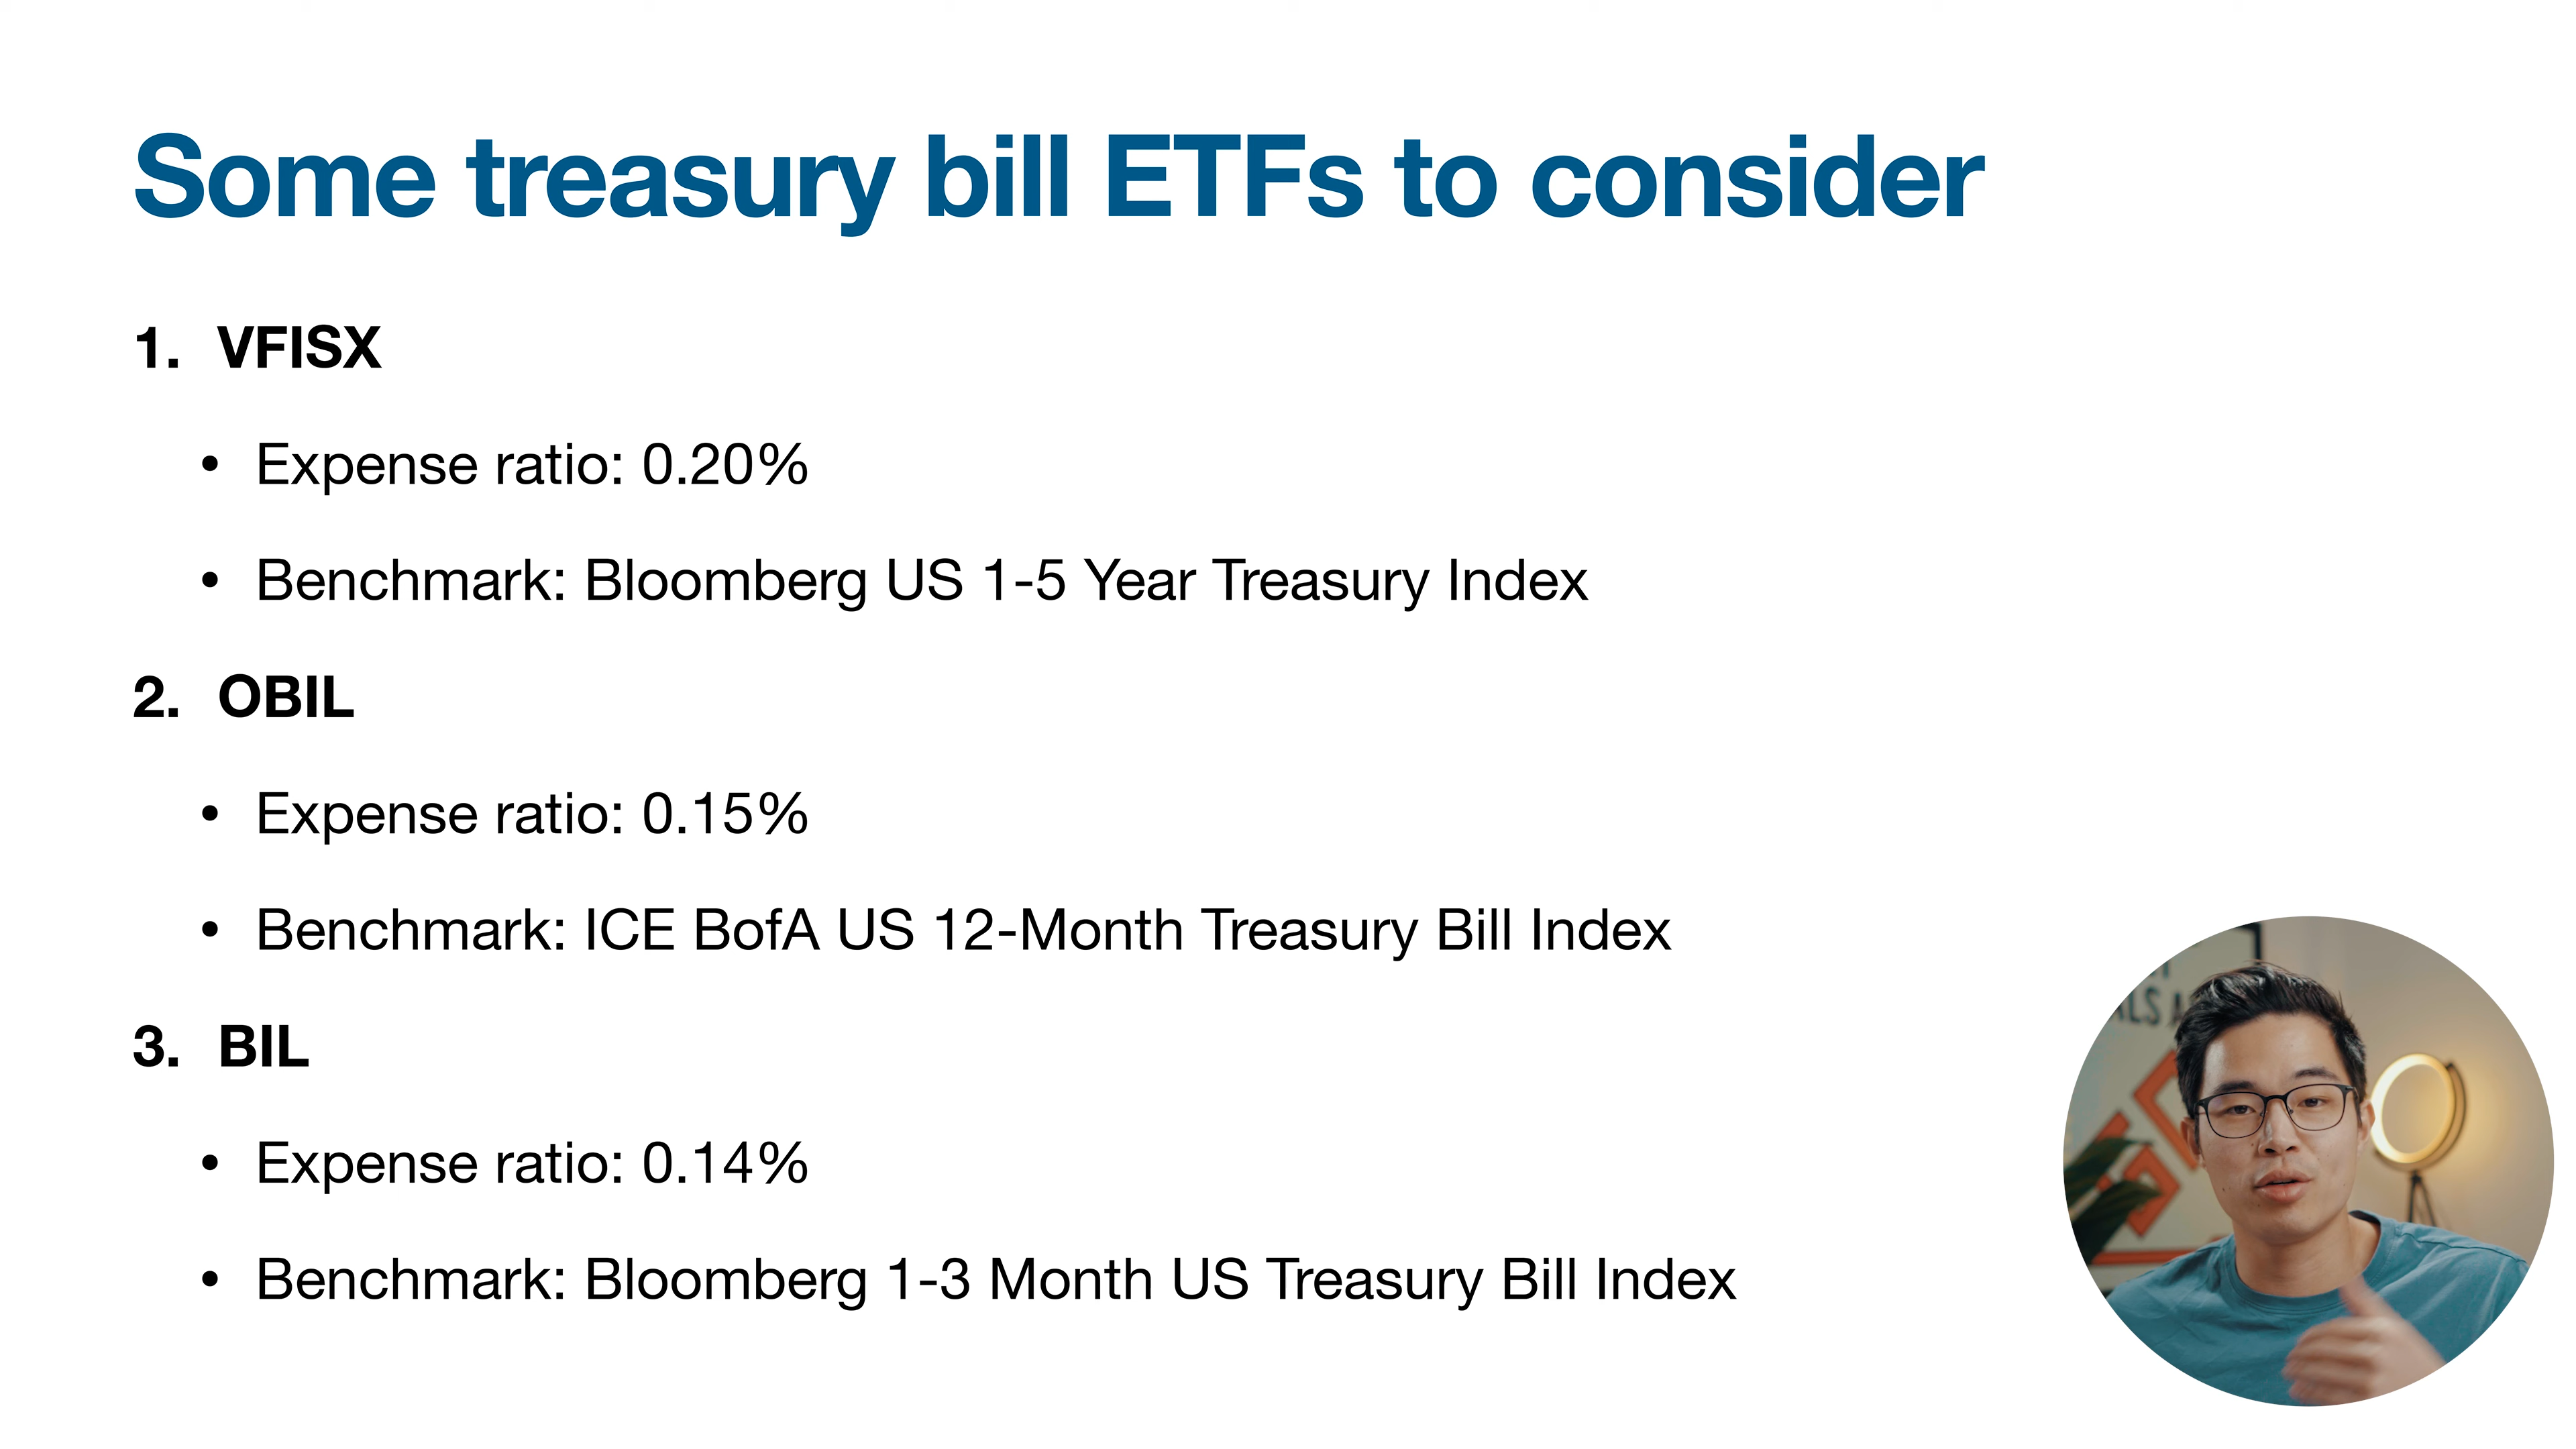 Some treasury bill ETFs to consider
1. VFISX
• Expense ratio: 0.20%
• Benchmark: Bloomberg US 1-5 Year Treasury Index
2. OBIL
• Expense ratio: 0.15%
• Benchmark: ICE BofA US 12-Month Treasury Bill Index
3. BIL
• Expense ratio: 0.14%
• Benchmark: Bloomberg 1-3 Month US Treasury Bill Index